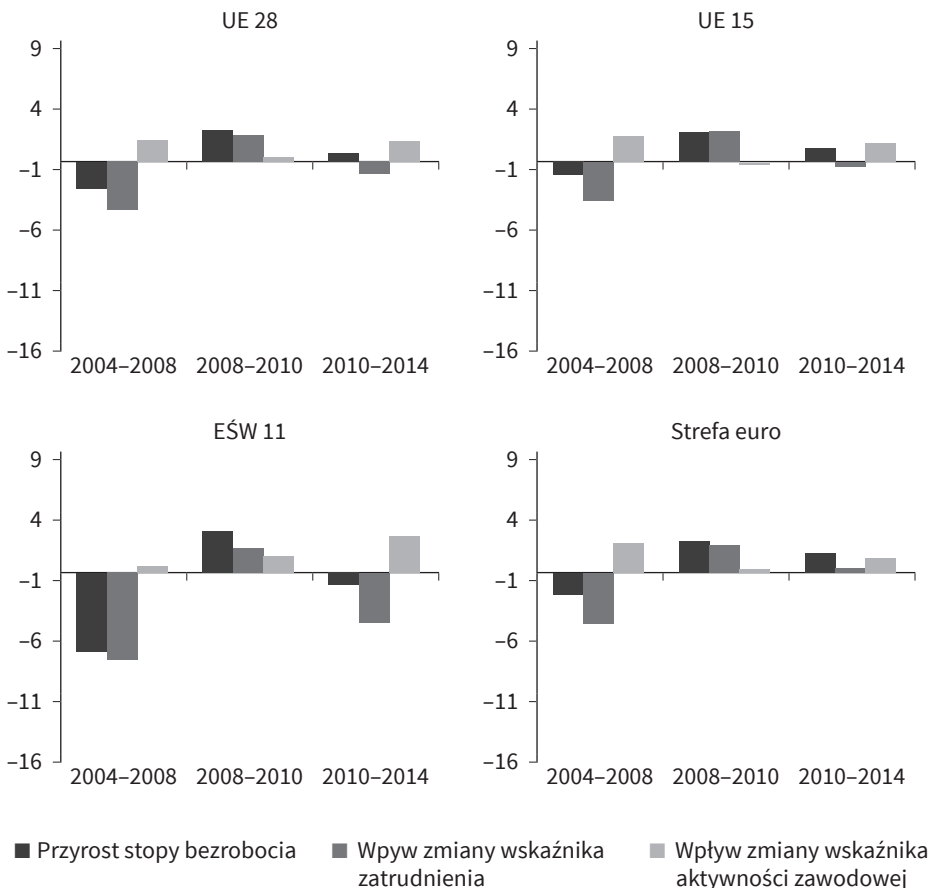 UE 28
9
4
–1
–6
–11
–16
2004–2008 2008–2010 2010–2014
UE 15
9
4
–1
–6
–11
–16
2004–2008 2008–2010 2010–2014
EŚW 11
9
4
–1
–6
–11
–16
2004–2008 2008–2010 2010–2014
Strefa euro
9
4
–1
–6
–11
–16
2004–2008 2008–2010 2010–2014
Przyrost stopy bezrobocia
Wpyw zmiany wskaźnika
zatrudnienia
Wpływ zmiany wskaźnika
aktywności zawodowej